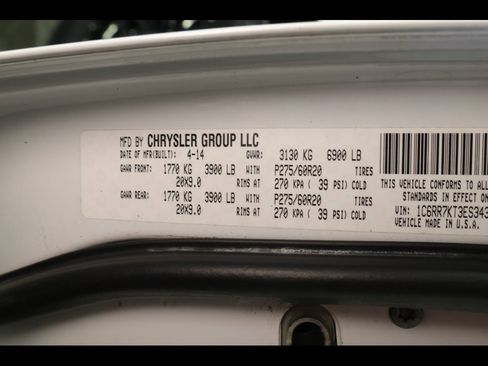 MFD BY CHRYSLER GROUP LLC
DATE OF MFR(BUILT): 4-14 GVWR: 3130 KG 6900 LB
GAWR FRONT: 1770 KG 3900 LB WITH P275/60R20 TIRES
20X9.0 RIMS AT 270 KPA ( 39 PSI) COLD
GAWR REAR: 1770 KG 3900 LB WITH P275/60R20 TIRES
20X9.0 RIMS AT 270 KPA ( 39 PSI) COLD
THIS VEHICLE CONFORMS TO ALL
STANDARDS IN EFFECT ON
VIN: 1C6RR7KT3ES343
VEHICLE MADE IN U.S.A.